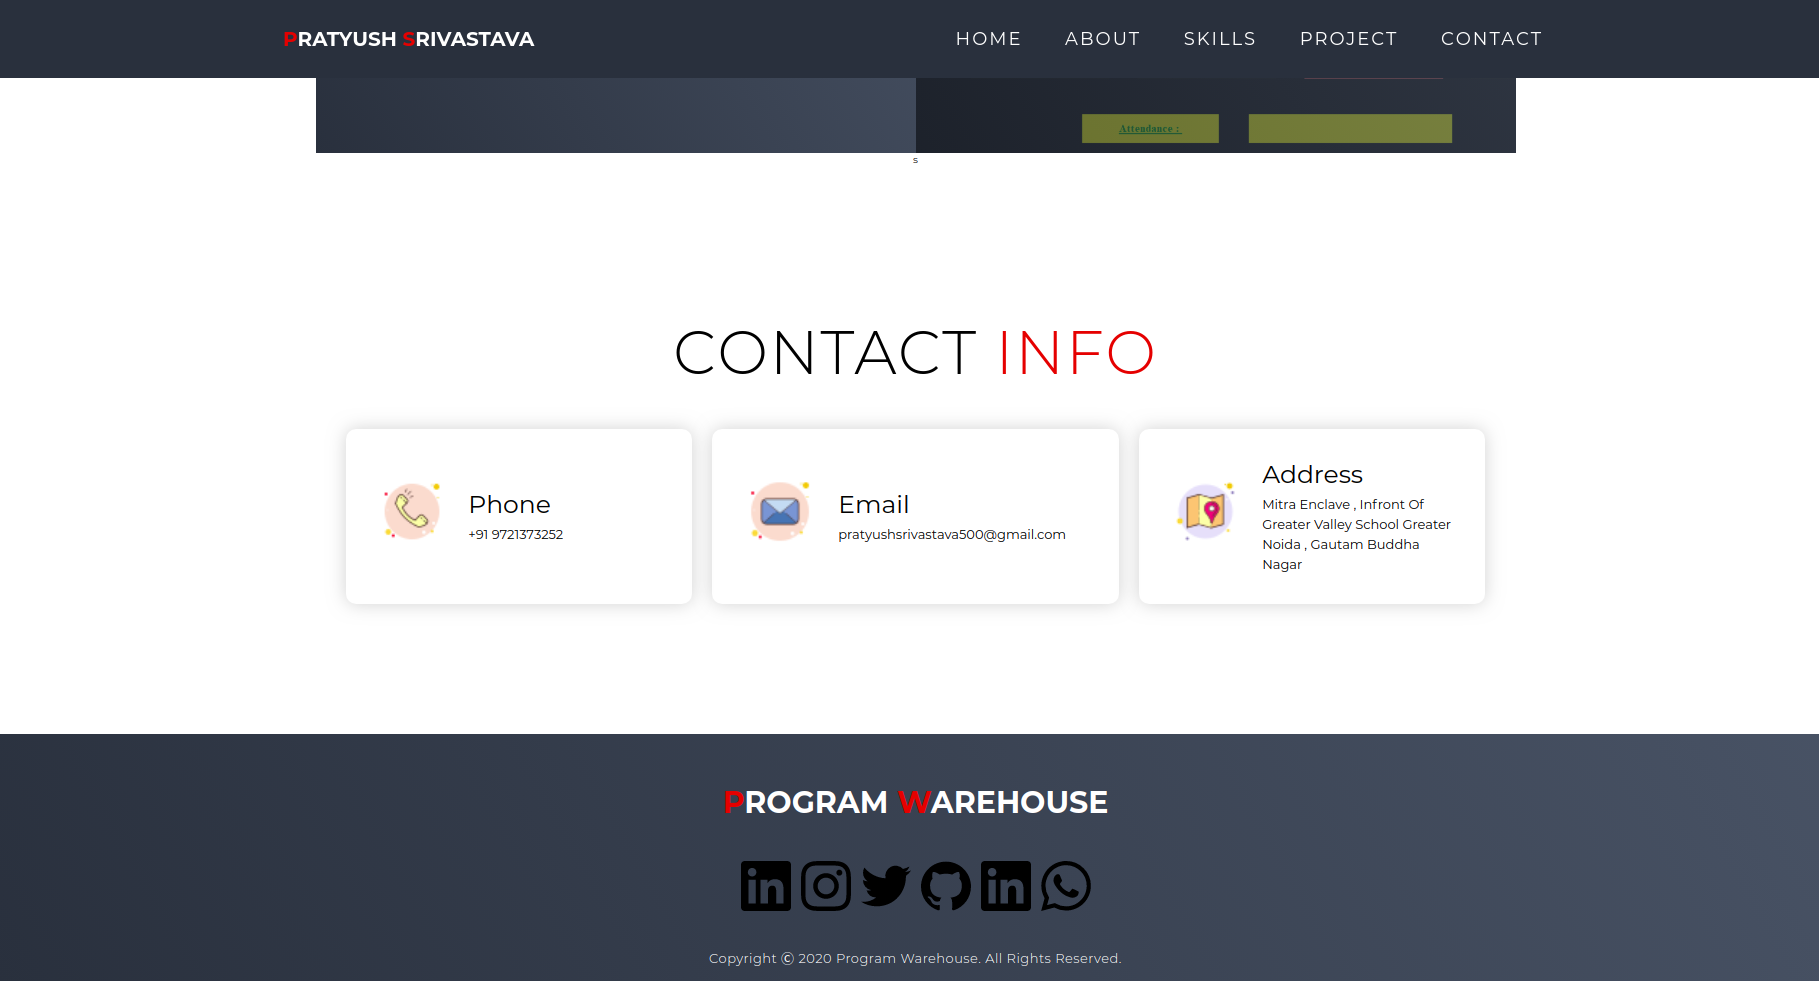 PRATYUSH SRIVASTAVA
HOME ABOUT SKILLS PROJECT CONTACT
Attendance :
s
CONTACT INFO
Phone
+91 9721373252
Email
pratyushsrivastava500@gmail.com
Address
Mitra Enclave , Infront Of
Greater Valley School Greater
Noida , Gautam Buddha
Nagar
PROGRAM WAREHOUSE
Copyright © 2020 Program Warehouse. All Rights Reserved.